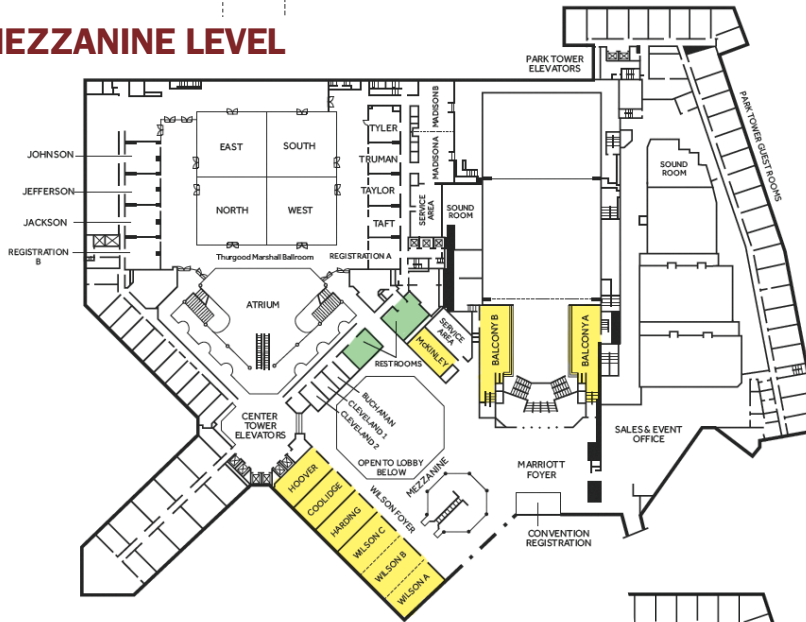 MEZZANINE LEVEL
PARK TOWER
ELEVATORS
PARK TOWER GUEST ROOMS
JOHNSON
JEFFERSON
JACKSON
REGISTRATION
B
EAST
SOUTH
NORTH
WEST
Thurgood Marshall Ballroom
REGISTRATION A
TYLER
TRUMAN
TAYLOR
TAFT
MADISON B
MADISON A
SERVICE
AREA
SOUND
ROOM
SOUND
ROOM
ATRIUM
RESTROOMS
SERVICE
AREA
McKINLEY
BALCONY B
BALCONY A
BUCHANAN
CLEVELAND 1
CLEVELAND 2
CENTER
TOWER
ELEVATORS
OPEN TO LOBBY
BELOW
MEZZANINE
WILSON FOYER
HOOVER
COOLIDGE
HARDING
WILSON C
WILSON B
WILSON A
MARRIOTT
FOYER
SALES & EVENT
OFFICE
CONVENTION
REGISTRATION